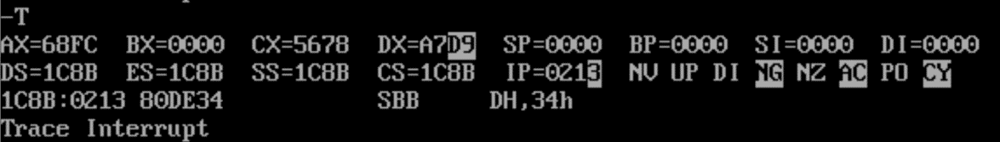 -T
AX=68FC BX=0000 CX=5678 DX=A7D9 SP=0000 BP=0000 SI=0000 DI=0000
DS=1C8B ES=1C8B SS=1C8B CS=1C8B IP=0213 NV UP DI NG NZ AC PO CY
1C8B:0213 80DE34 SBB DH,34h
Trace Interrupt